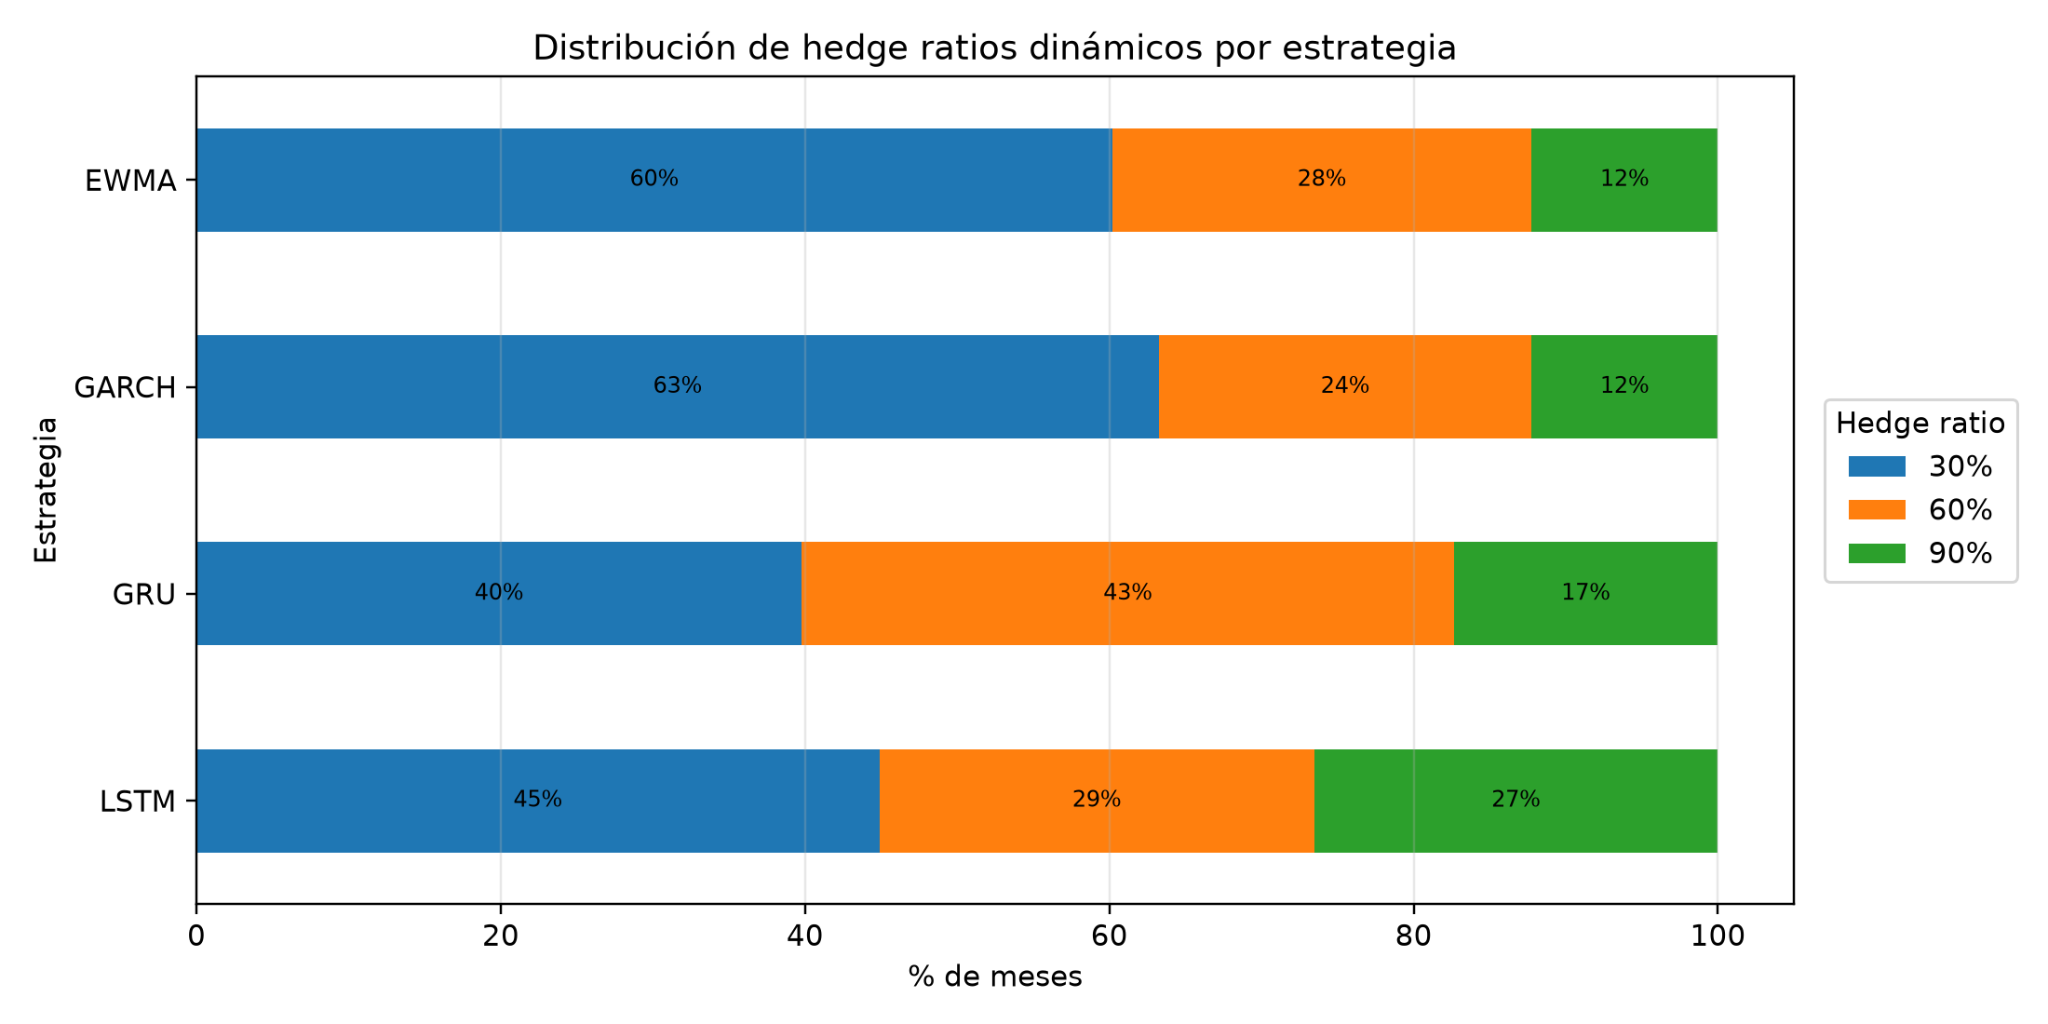 Distribución de hedge ratios dinámicos por estrategia
EWMA
60%
28%
12%
GARCH
63%
24%
12%
GRU
40%
43%
17%
LSTM
45%
29%
27%
Estrategia
0
20
40
60
80
100
% de meses
Hedge ratio
30%
60%
90%